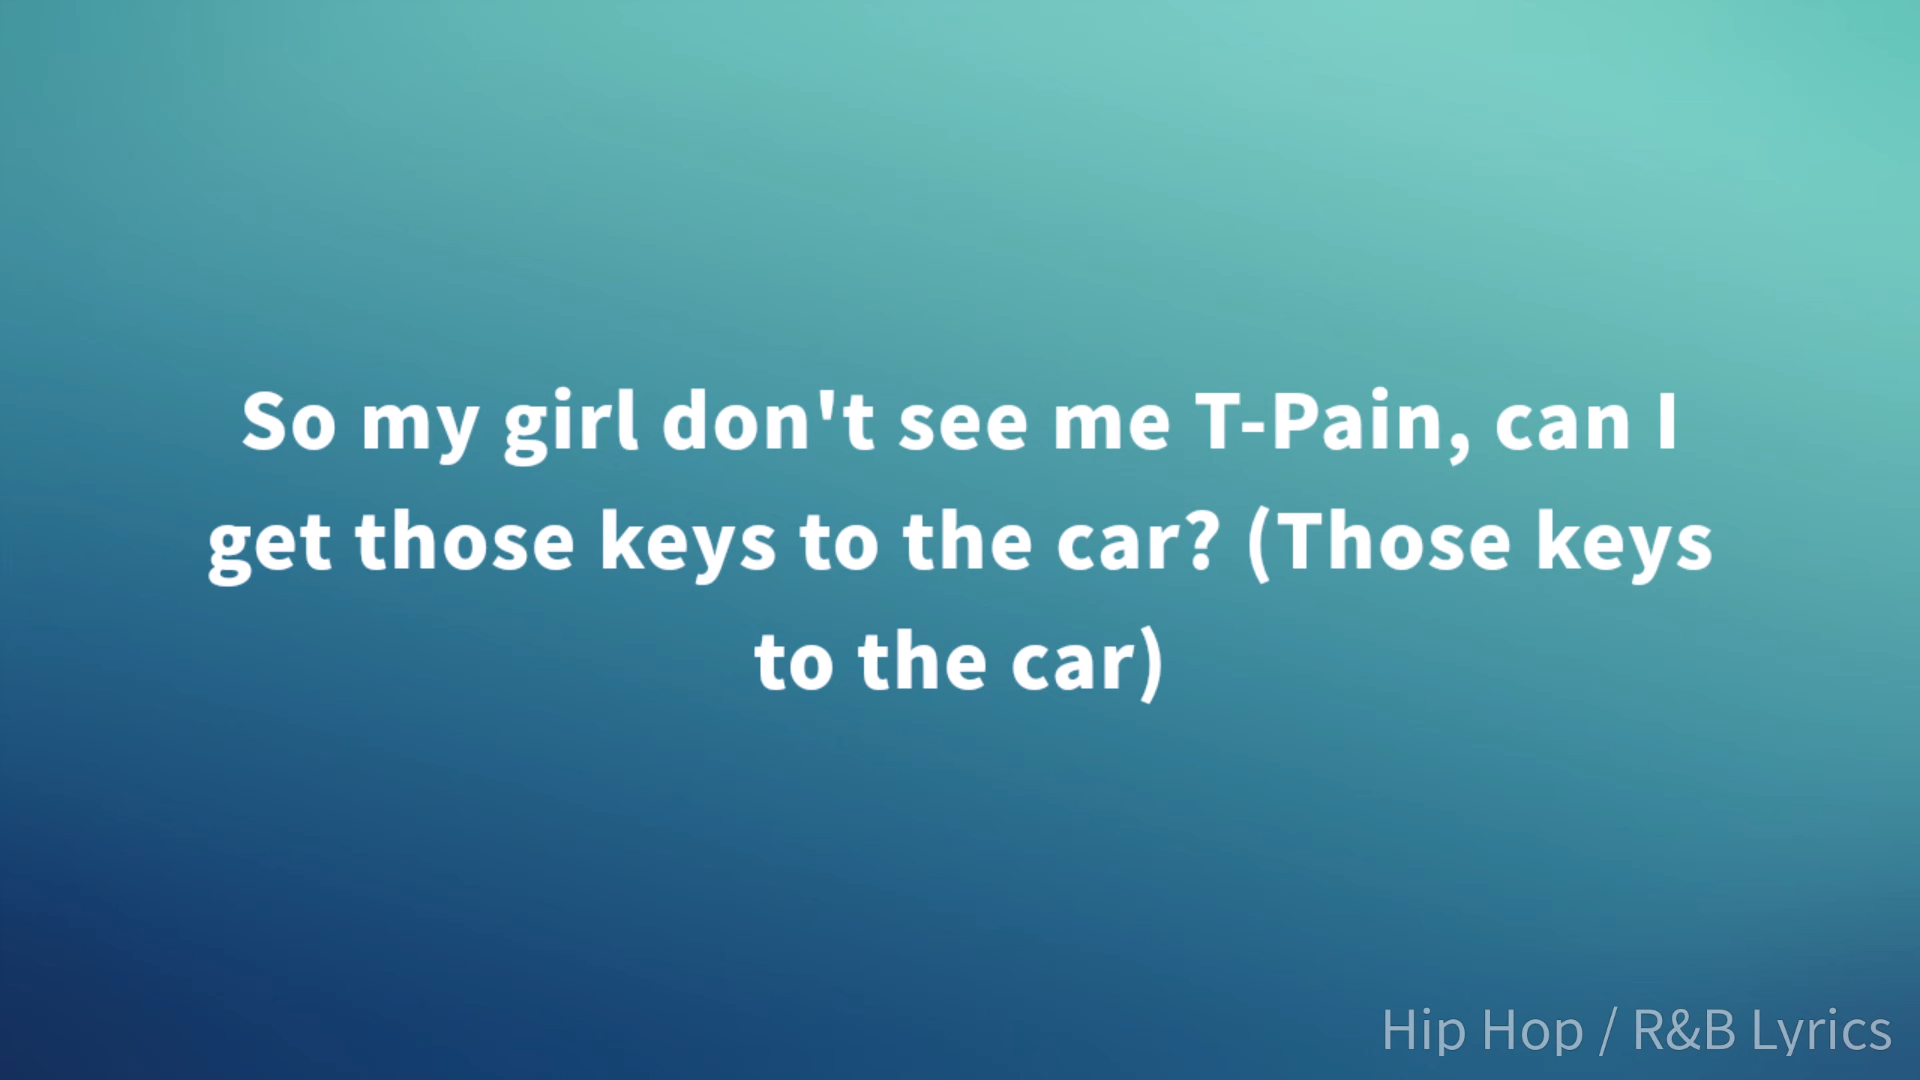 So my girl don't see me T-Pain, can I
get those keys to the car? (Those keys
to the car)
Hip Hop / R&B Lyrics